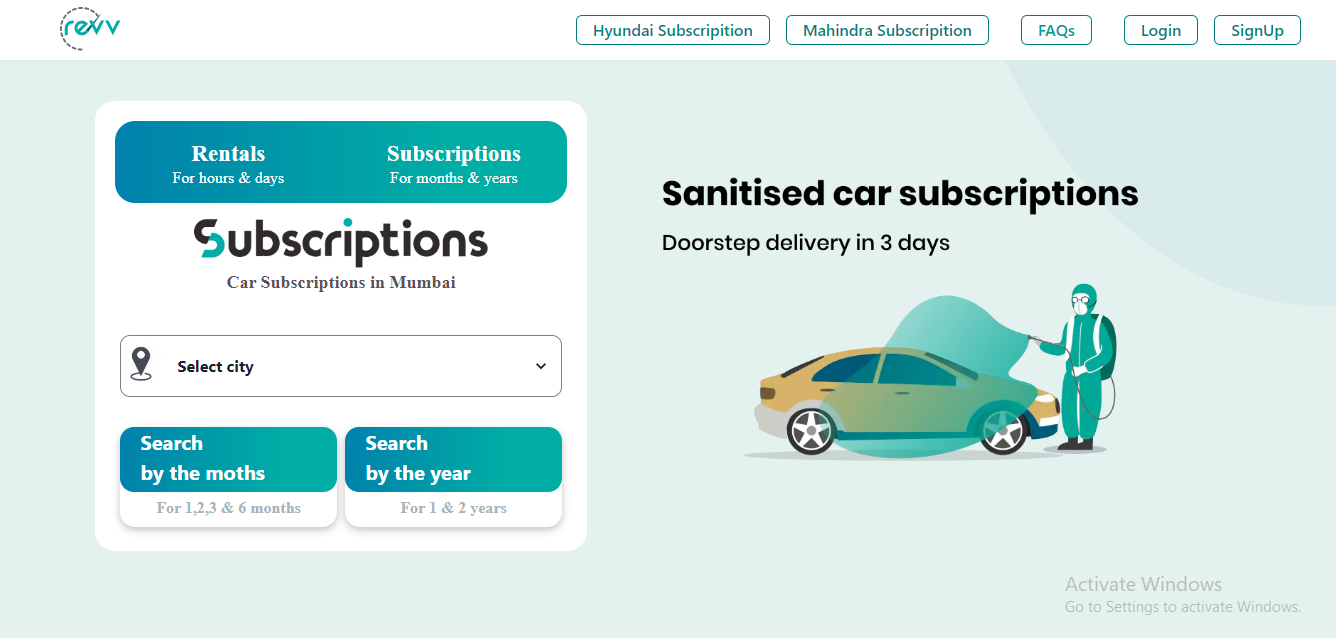 revv
Hyundai Subscripition
Mahindra Subscripition
FAQs
Login
SignUp
Rentals
For hours & days
Subscriptions
For months & years
Subscriptions
Car Subscriptions in Mumbai
Select city
Search
by the moths
For 1,2,3 & 6 months
Search
by the year
For 1 & 2 years
Sanitised car subscriptions
Doorstep delivery in 3 days
Activate Windows
Go to Settings to activate Windows.